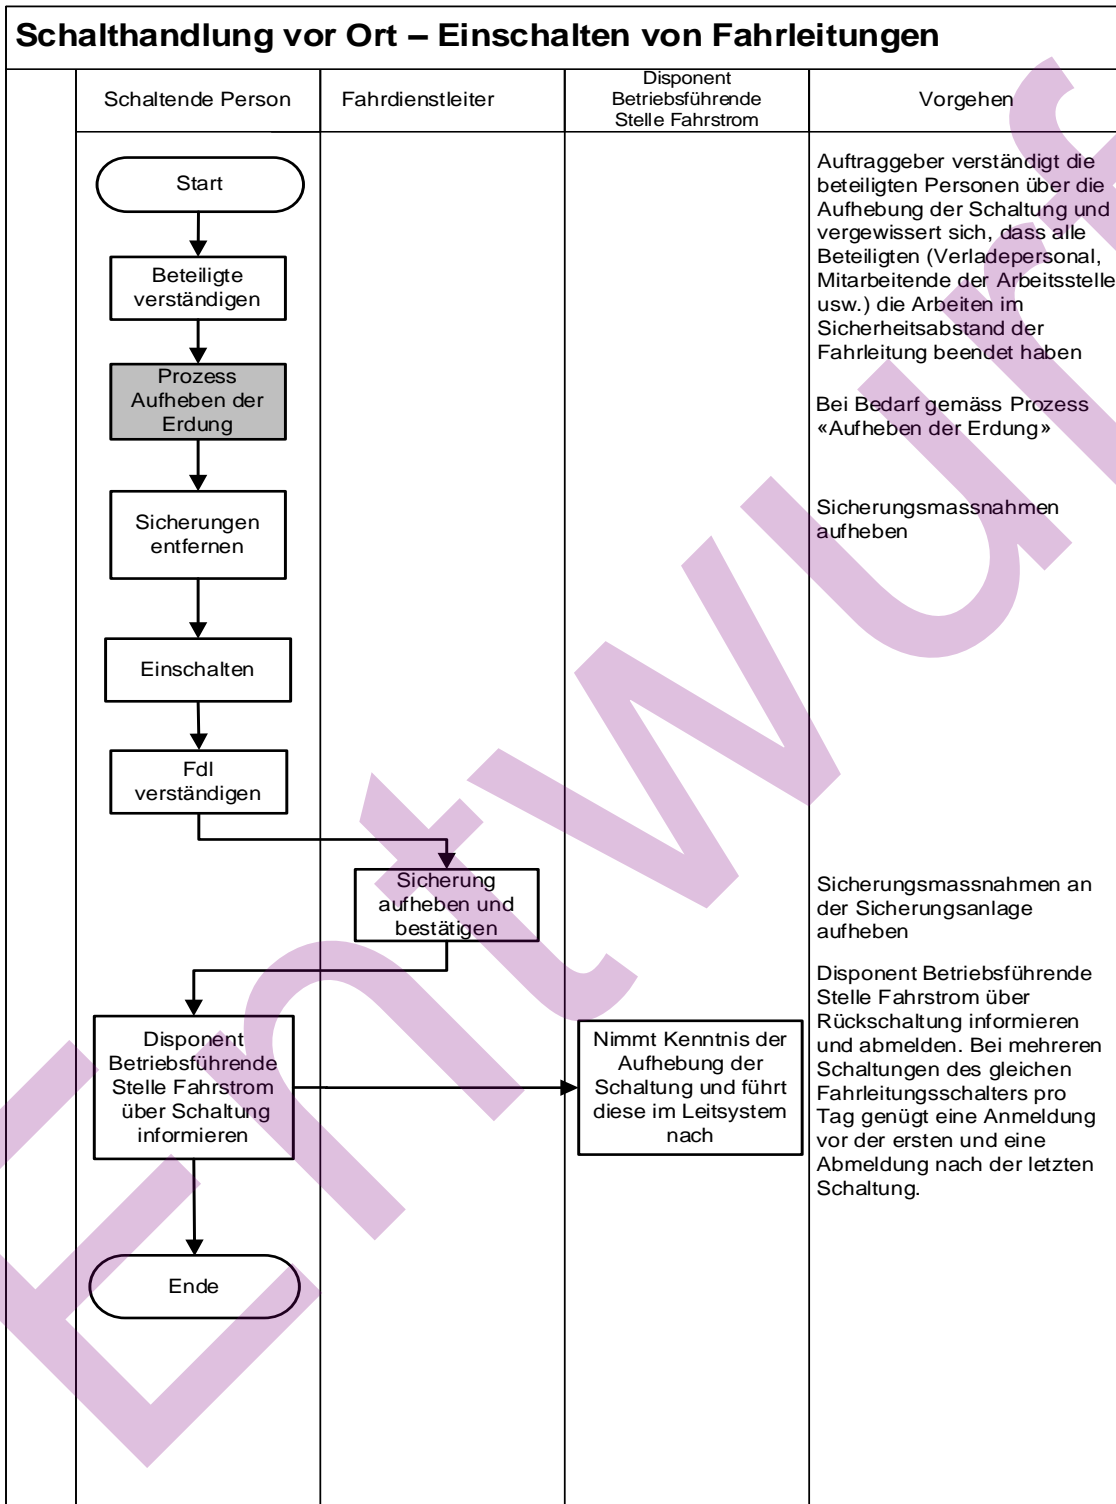 Schalthandlung vor Ort – Einschalten von Fahrleitungen
Schaltende Person
Fahrdienstleiter
Disponent
Betriebsführende
Stelle Fahrstrom
Vorgehen
Start
Auftraggeber verständigt die
beteiligten Personen über die
Aufhebung der Schaltung und
vergewissert sich, dass alle
Beteiligten (Verladepersonal,
Mitarbeitende der Arbeitsstelle
usw.) die Arbeiten im
Sicherheitsabstand der
Fahrleitung beendet haben
Beteiligte
verständigen
Prozess
Aufheben der
Erdung
Bei Bedarf gemäss Prozess
«Aufheben der Erdung»
Sicherungen
entfernen
Sicherungsmassnahmen
aufheben
Einschalten
Fdl
verständigen
Sicherung
aufheben und
bestätigen
Sicherungsmassnahmen an
der Sicherungsanlage
aufheben
Disponent
Betriebsführende
Stelle Fahrstrom
über Schaltung
informieren
Nimmt Kenntnis der
Aufhebung der
Schaltung und führt
diese im Leitsystem
nach
Disponent Betriebsführende
Stelle Fahrstrom über
Rückschaltung informieren
und abmelden. Bei mehreren
Schaltungen des gleichen
Fahrleitungsschalters pro
Tag genügt eine Anmeldung
vor der ersten und eine
Abmeldung nach der letzten
Schaltung.
Ende
Entwurf